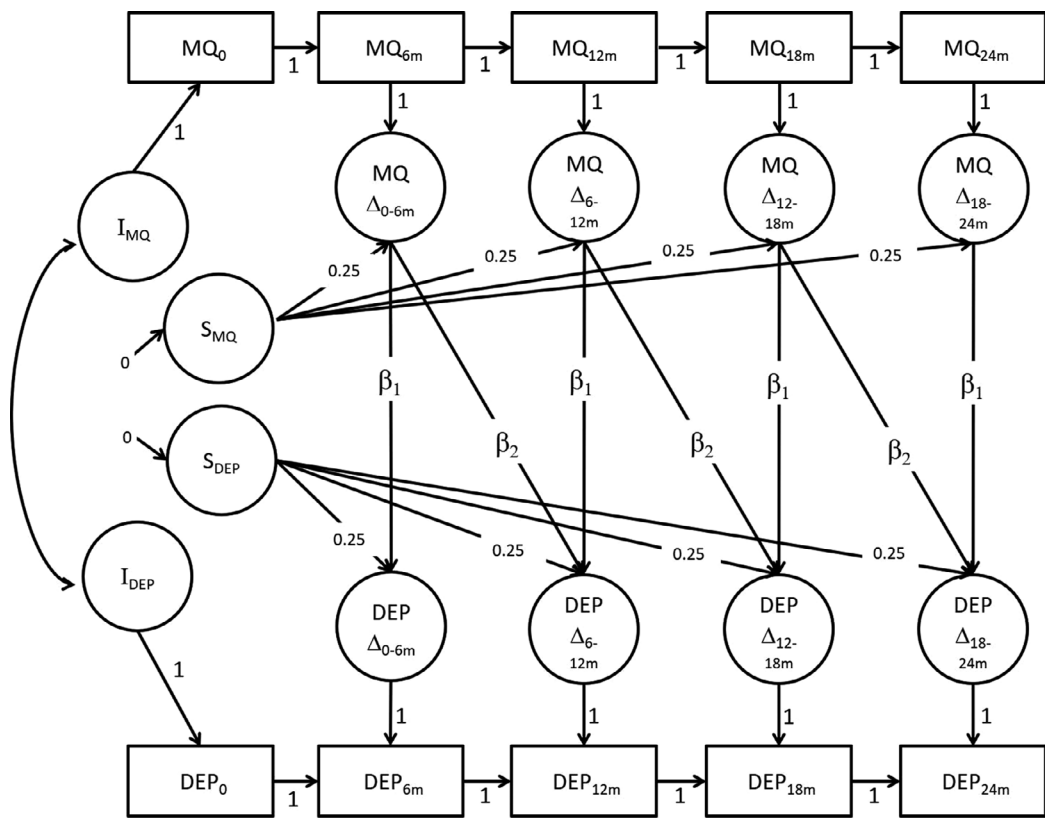 MQ0 MQ6m MQ12m MQ18m MQ24m
1 1 1 1
1 1 1 1 1
MQ MQ MQ MQ
Δ0-6m Δ6-12m Δ12-18m Δ18-24m
IMQ
0.25 0.25 0.25 0.25
SMQ
0
β1 β1 β1 β1
0
β2 β2 β2
SDEP
0.25 0.25 0.25 0.25
IDEP
DEP DEP DEP DEP
Δ0-6m Δ6-12m Δ12-18m Δ18-24m
1
1 1 1 1
DEP0 DEP6m DEP12m DEP18m DEP24m
1 1 1 1